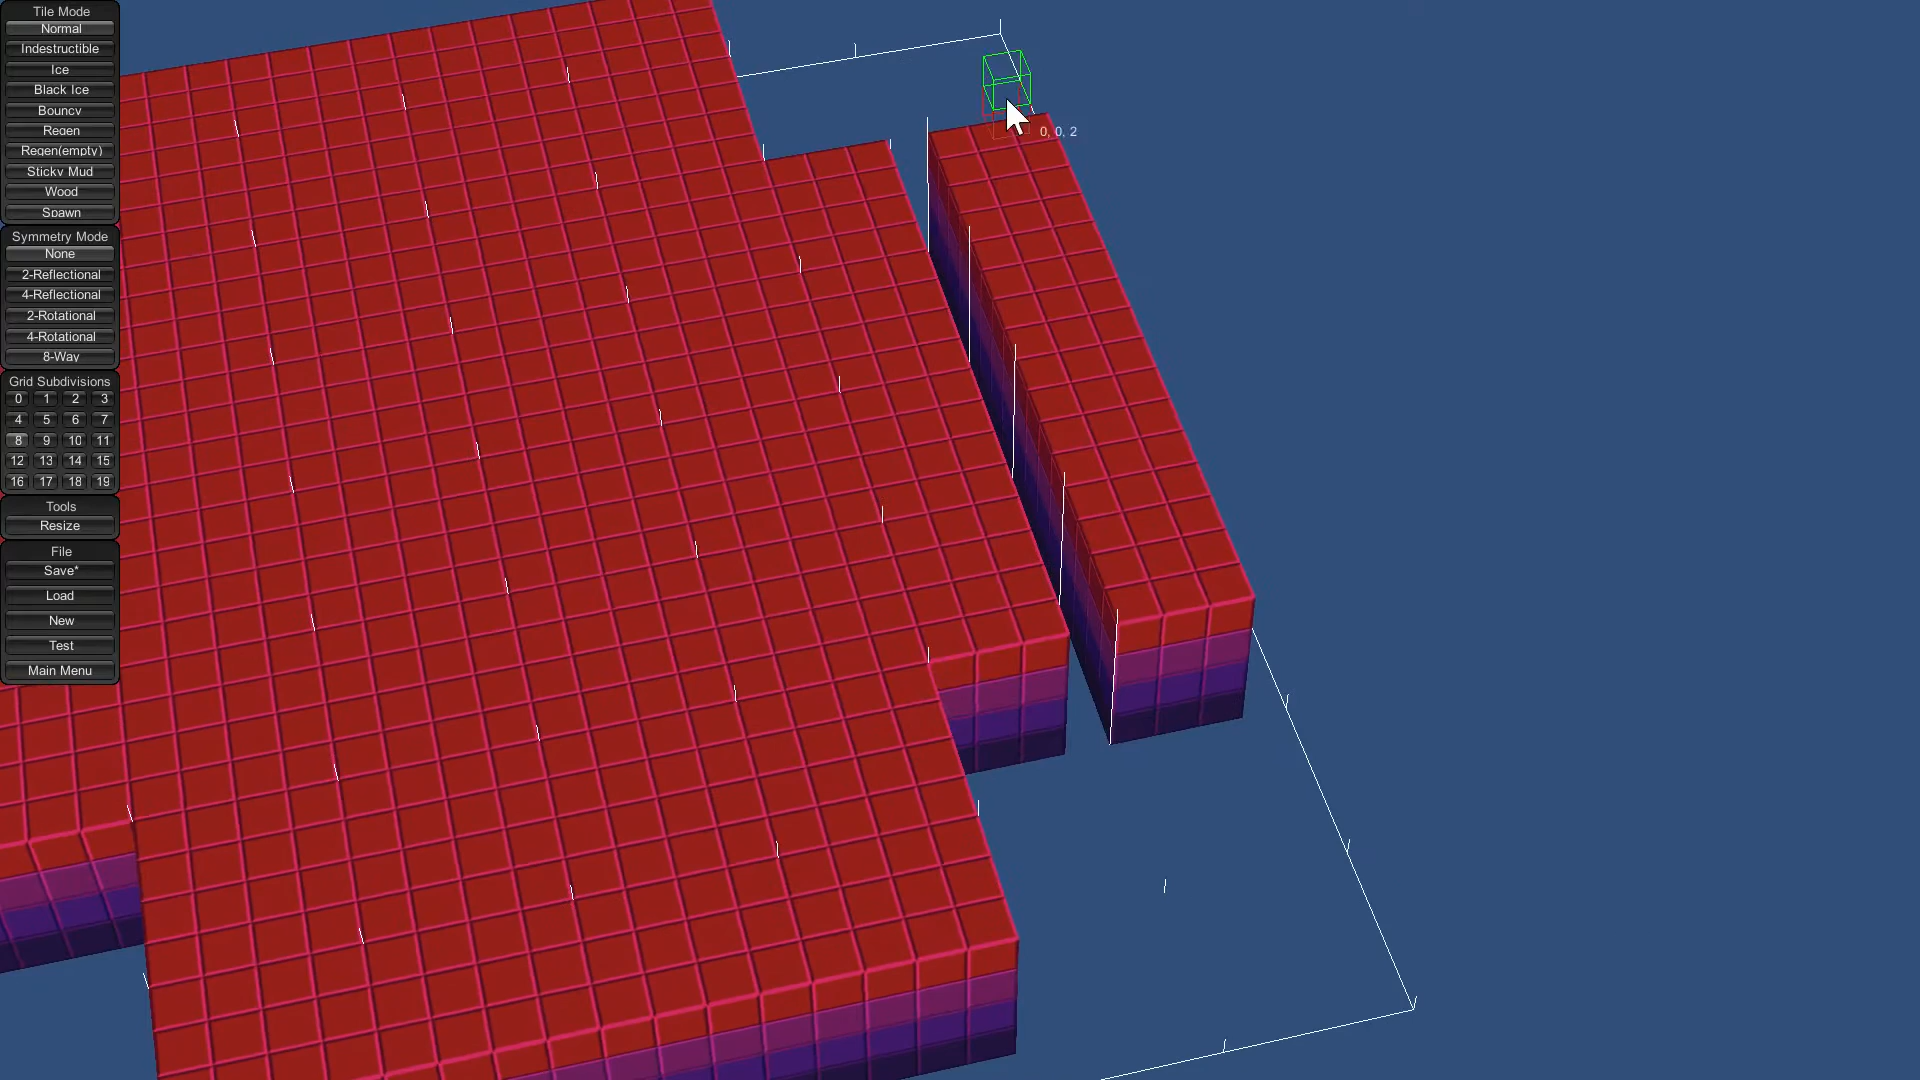 Tile Mode
Normal
Indestructible
Ice
Black Ice
Bouncy
Regen
Regen(empty)
Sticky Mud
Wood
Spawn
Symmetry Mode
None
2-Reflectional
4-Reflectional
2-Rotational
4-Rotational
8-Way
Grid Subdivisions
0 1 2 3
4 5 6 7
8 9 10 11
12 13 14 15
16 17 18 19
Tools
Resize
File
Save*
Load
New
Test
Main Menu
0, 0, 2